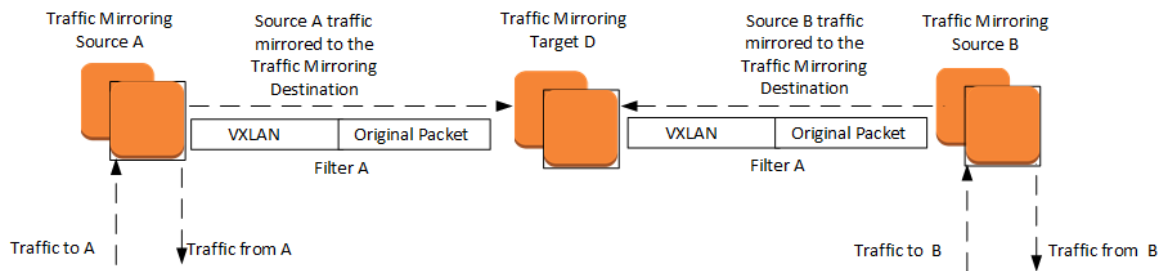 Traffic Mirroring
Source A
Source A traffic
mirrored to the
Traffic Mirroring
Destination
Traffic Mirroring
Target D
Source B traffic
mirrored to the
Traffic Mirroring
Destination
Traffic Mirroring
Source B
VXLAN
Original Packet
Filter A
VXLAN
Original Packet
Filter A
Traffic to A
Traffic from A
Traffic to B
Traffic from B